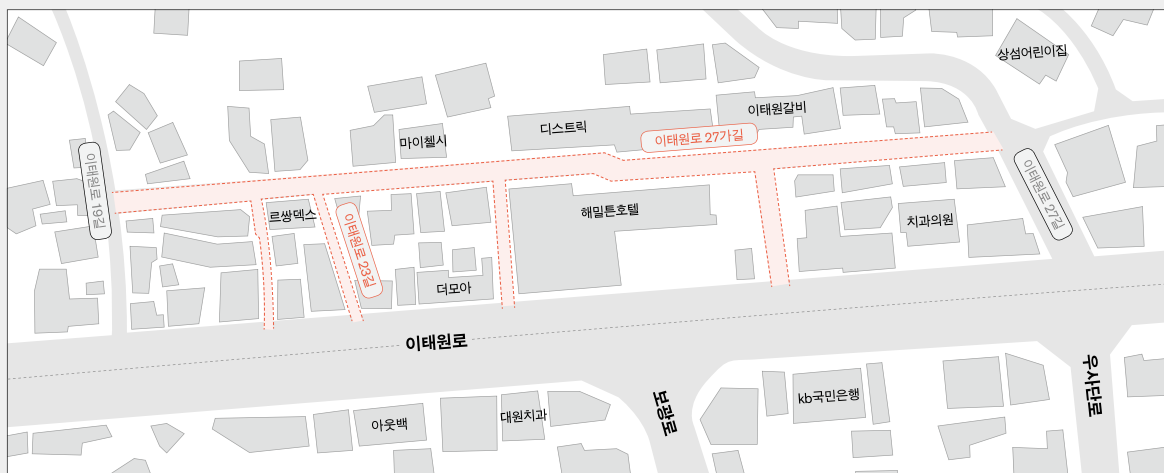 상섬어린이집
이태원갈비
디스트릭
이태원로 27가길
마이첼시
이태원로 19길
이태원로 27길
르쌍덱스
이태원로 23길
해밀튼호텔
치과의원
더모아
이태원로
보광로
우사단로
kb국민은행
대원치과
아웃백